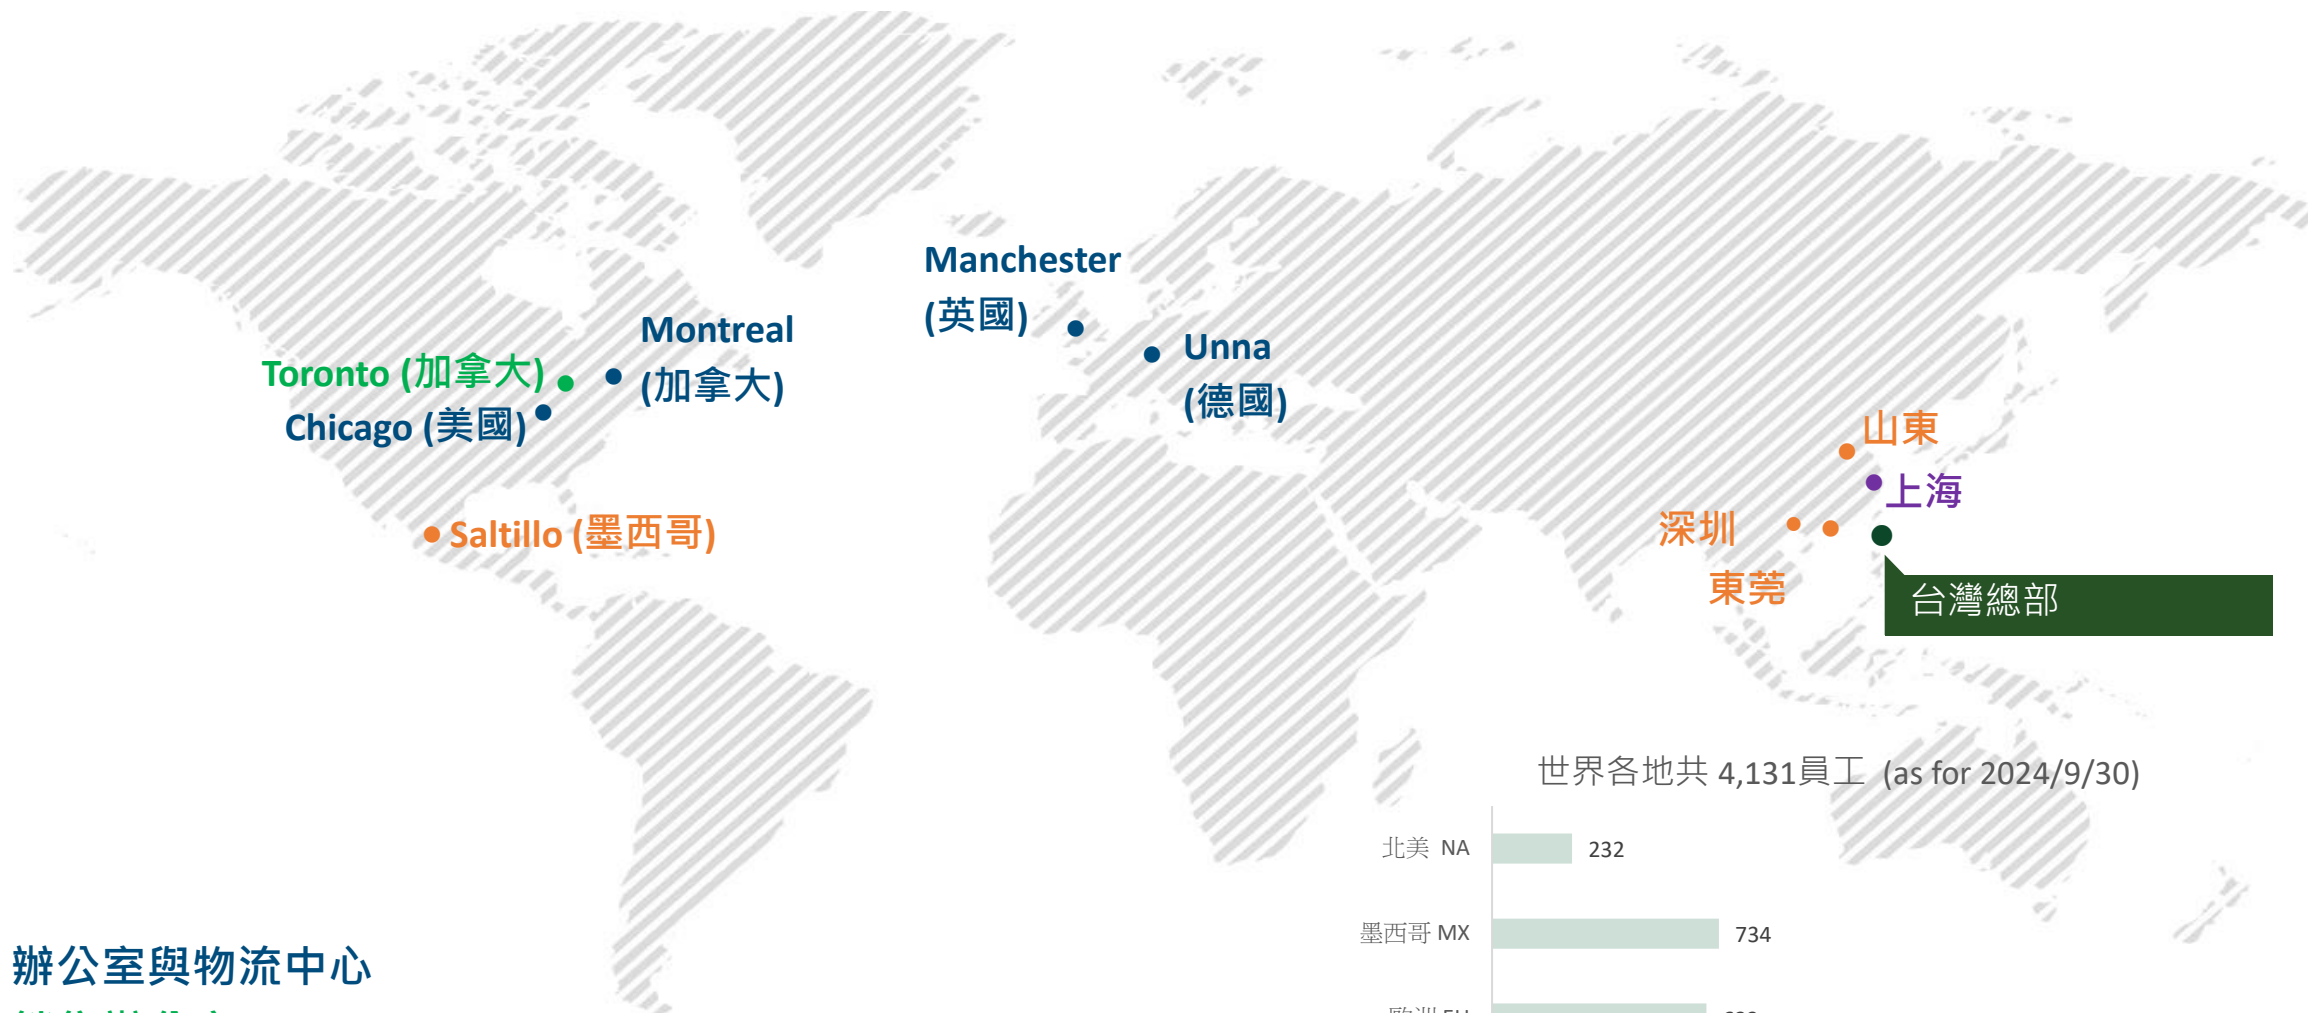 Manchester
(英國)
Montreal
(加拿大)
Unna
(德國)
Toronto (加拿大)
Chicago (美國)
Saltillo (墨西哥)
山東
上海
深圳
東莞
台灣總部
世界各地共 4,131員工 (as for 2024/9/30)
北美 NA 232
墨西哥 MX 734
辦公室與物流中心